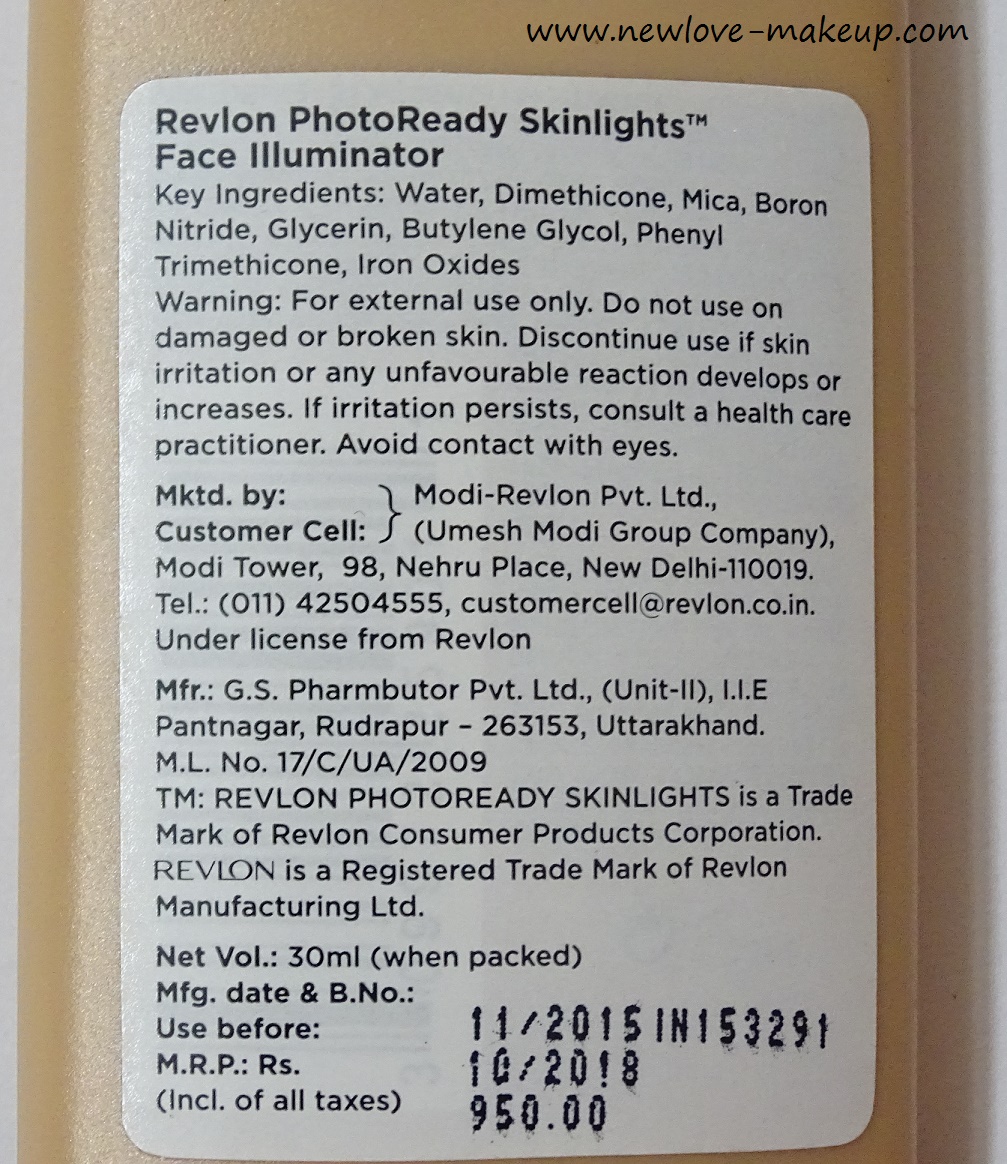 www.newlove-makeup.com
Revlon PhotoReady Skinlights™
Face Illuminator
Key Ingredients: Water, Dimethicone, Mica, Boron
Nitride, Glycerin, Butylene Glycol, Phenyl
Trimethicone, Iron Oxides
Warning: For external use only. Do not use on
damaged or broken skin. Discontinue use if skin
irritation or any unfavourable reaction develops or
increases. If irritation persists, consult a health care
practitioner. Avoid contact with eyes.
Mktd. by: } Modi-Revlon Pvt. Ltd.,
Customer Cell: } (Umesh Modi Group Company),
Modi Tower, 98, Nehru Place, New Delhi-110019.
Tel.: (011) 42504555, customercell@revlon.co.in.
Under license from Revlon
Mfr.: G.S. Pharmbutor Pvt. Ltd., (Unit-II), I.I.E
Pantnagar, Rudrapur – 263153, Uttarakhand.
M.L. No. 17/C/UA/2009
TM: REVLON PHOTOREADY SKINLIGHTS is a Trade
Mark of Revlon Consumer Products Corporation.
REVLON is a Registered Trade Mark of Revlon
Manufacturing Ltd.
Net Vol.: 30ml (when packed)
Mfg. date & B.No.:
Use before: 11/2015 IN153291
M.R.P.: Rs. 10/2018
(Incl. of all taxes) 950.00